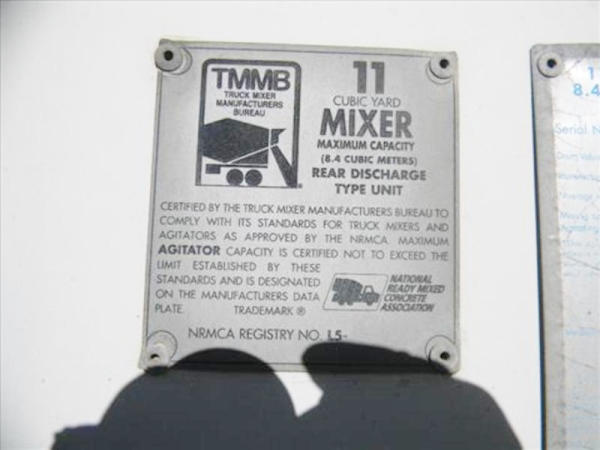 TMMB
TRUCK MIXER
MANUFACTURERS
BUREAU
11
CUBIC YARD
MIXER
MAXIMUM CAPACITY
(8.4 CUBIC METERS)
REAR DISCHARGE
TYPE UNIT
CERTIFIED BY THE TRUCK MIXER MANUFACTURERS BUREAU TO
COMPLY WITH ITS STANDARDS FOR TRUCK MIXERS AND
AGITATORS AS APPROVED BY THE NRMCA. MAXIMUM
AGITATOR CAPACITY IS CERTIFIED NOT TO EXCEED THE
LIMIT ESTABLISHED BY THESE
STANDARDS AND IS DESIGNATED
ON THE MANUFACTURERS DATA
PLATE. TRADEMARK ®
NATIONAL
READY MIXED
CONCRETE
ASSOCIATION
NRMCA REGISTRY NO. L5-
1
8.4
Serial N